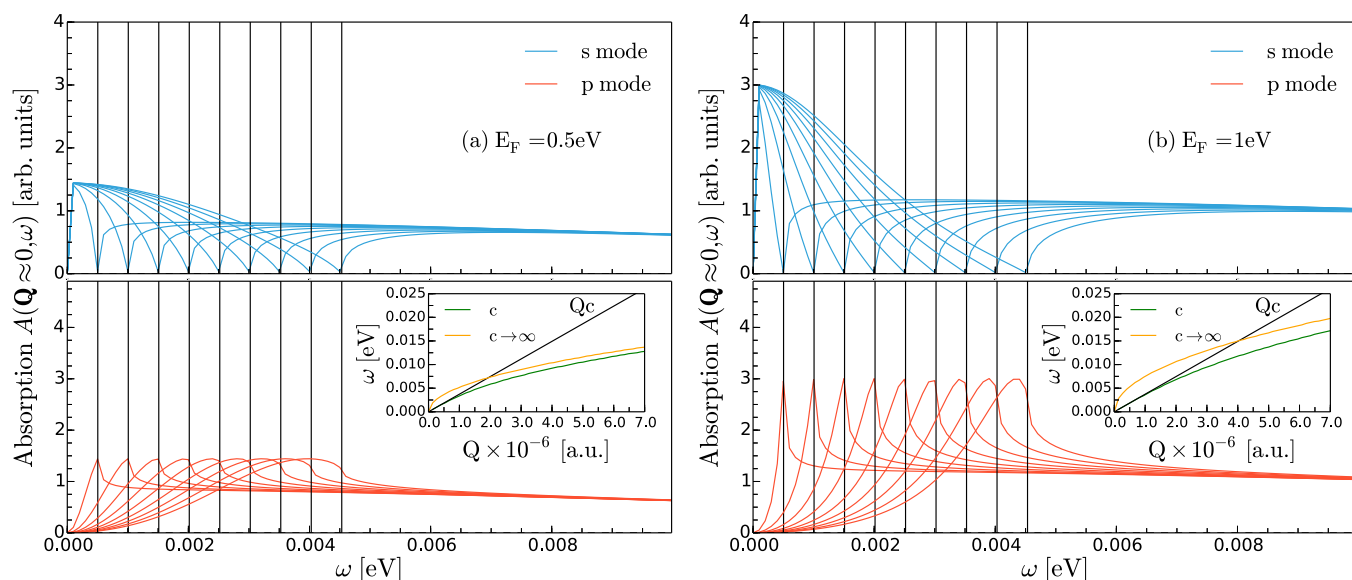 Absorption A(Q≈0,ω) [arb. units]
4
3
2
1
0
s mode
p mode
(a) E_F =0.5eV
4
3
2
1
0
0.000
0.002
0.004
0.006
0.008
ω [eV]
0.025
0.020
0.015
0.010
0.005
0.000
ω [eV]
c
c→∞
Qc
0.0 1.0 2.0 3.0 4.0 5.0 6.0 7.0
Q × 10⁻⁶ [a.u.]
Absorption A(Q≈0,ω) [arb. units]
4
3
2
1
0
s mode
p mode
(b) E_F =1eV
4
3
2
1
0
0.000
0.002
0.004
0.006
0.008
ω [eV]
0.025
0.020
0.015
0.010
0.005
0.000
ω [eV]
c
c→∞
Qc
0.0 1.0 2.0 3.0 4.0 5.0 6.0 7.0
Q × 10⁻⁶ [a.u.]